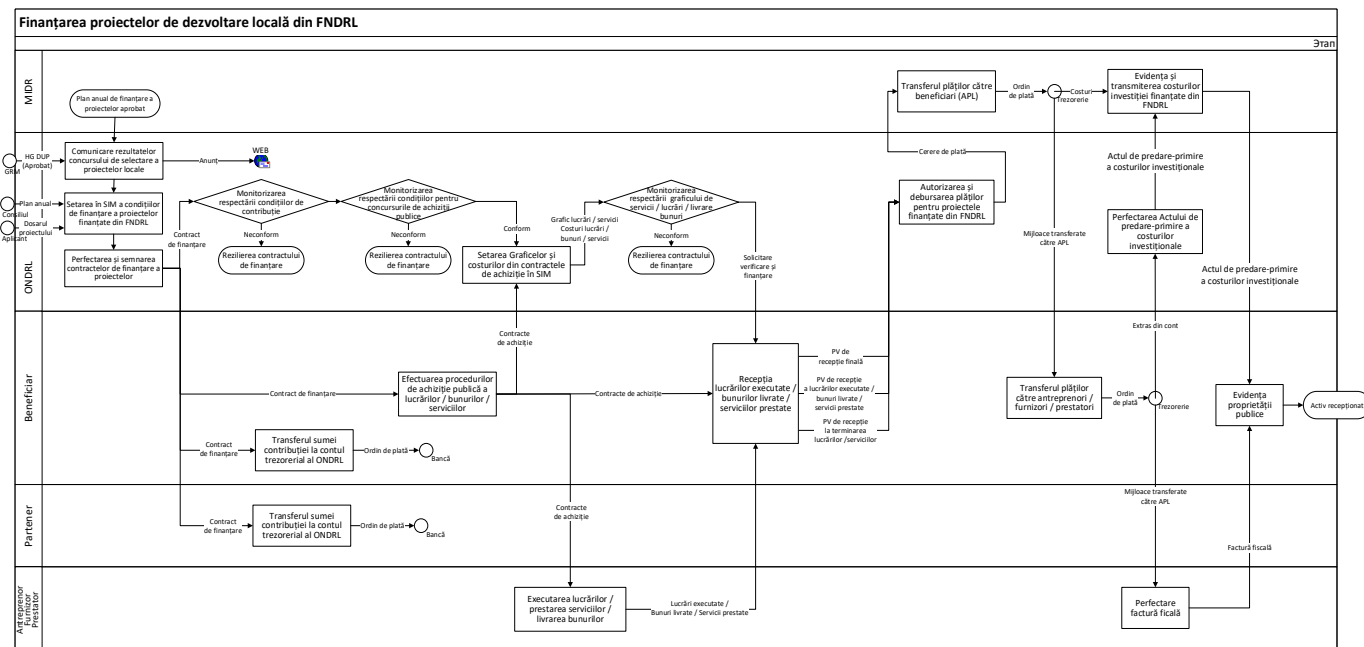 Finanțarea proiectelor de dezvoltare locală din FNDRL
Этап
MIDR
Plan anual de finanțare a
proiectelor aprobat
Transferul plăților către
beneficiari (APL)
Ordin
de plată
Costuri
Trezorerie
Evidența și
transmiterea costurilor
investiției finanțate din
FNDRL
ONDRL
GRM
HG DUP
(Aprobat)
Comunicare rezultatelor
concursului de selectare a
proiectelor locale
Anunț
WEB
Cerere de plată
Actul de predare-primire
a costurilor investiționale
Plan anual
Consiliul
Dosarul
proiectului
Aplicant
Setarea în SIM a condițiilor
de finanțare a proiectelor
finanțate din FNDRL
Contract
de finanțare
Monitorizarea
respectării condițiilor de
contribuție
Monitorizarea
respectării condițiilor pentru
concursurile de achiziții
publice
Grafic lucrări / servicii
Costuri lucrări /
bunuri / servicii
Monitorizarea
respectării graficului de
servicii / lucrări / livrare
bunuri
Autorizarea și
debursarea plăților
pentru proiectele
finanțate din FNDRL
Mijloace transferate
către APL
Perfectarea Actului de
predare-primire a
costurilor
investiționale
Neconform
Neconform
Conform
Neconform
Perfectarea și semnarea
contractelor de finanțare a
proiectelor
Rezilierea contractului
de finanțare
Rezilierea contractului
de finanțare
Setarea Graficelor și
costurilor din contractele
de achiziție în SIM
Rezilierea contractului
de finanțare
Solicitare
verificare și
finanțare
Actul de predare-primire
a costurilor investiționale
Beneficiar
Contracte
de achiziție
Extras din cont
Contract de finanțare
Efectuarea procedurilor
de achiziție publică a
lucrărilor / bunurilor /
serviciilor
Contracte de achiziție
Recepția
lucrărilor executate /
bunurilor livrate /
serviciilor prestate
PV de
recepție finală
PV de recepție
a lucrărilor executate /
bunuri livrate /
servicii prestate
PV de recepție
la terminarea
lucrărilor /serviciilor
Transferul plăților
către antreprenori /
furnizori / prestatori
Ordin
de plată
Trezorerie
Evidența
proprietății
publice
Activ recepționat
Contract
de finanțare
Transferul sumei
contribuției la contul
trezorerial al ONDRL
Ordin de plată
Bancă
Partener
Contract
de finanțare
Transferul sumei
contribuției la contul
trezorerial al ONDRL
Ordin de plată
Bancă
Contracte
de achiziție
Mijloace transferate
către APL
Factură fiscală
Antreprenor
Furnizor
Prestator
Executarea lucrărilor /
prestarea serviciilor /
livrarea bunurilor
Lucrări executate /
Bunuri livrate / Servicii prestate
Perfectare
factură ficală